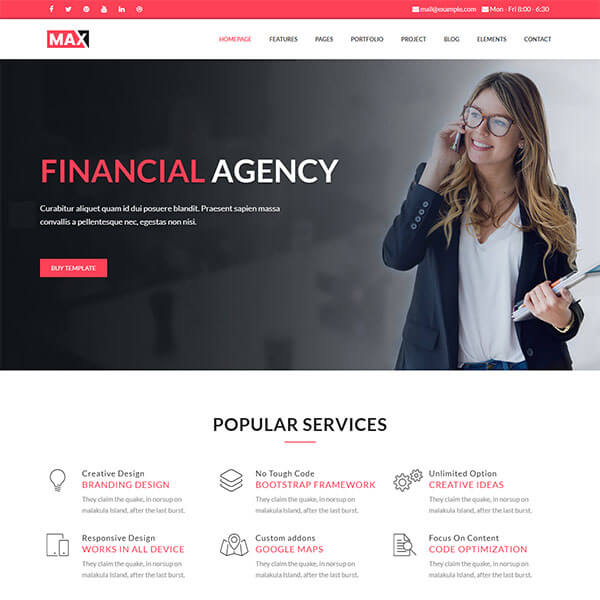 mail@example.com Mon - Fri 8:00 - 6:30
MAX HOMEPAGE FEATURES PAGES PORTFOLIO PROJECT BLOG ELEMENTS CONTACT
FINANCIAL AGENCY
Curabitur aliquet quam id dui posuere blandit. Praesent sapien massa
convallis a pellentesque nec, egestas non nisi.
BUY TEMPLATE
POPULAR SERVICES
Creative Design
BRANDING DESIGN
They claim the quake, in norsup on
malakula Island, after the last burst.
No Tough Code
BOOTSTRAP FRAMEWORK
They claim the quake, in norsup on
malakula Island, after the last burst.
Unlimited Option
CREATIVE IDEAS
They claim the quake, in norsup on
malakula Island, after the last burst.
Responsive Design
WORKS IN ALL DEVICE
They claim the quake, in norsup on
malakula Island, after the last burst.
Custom addons
GOOGLE MAPS
They claim the quake, in norsup on
malakula Island, after the last burst.
Focus On Content
CODE OPTIMIZATION
They claim the quake, in norsup on
malakula Island, after the last burst.